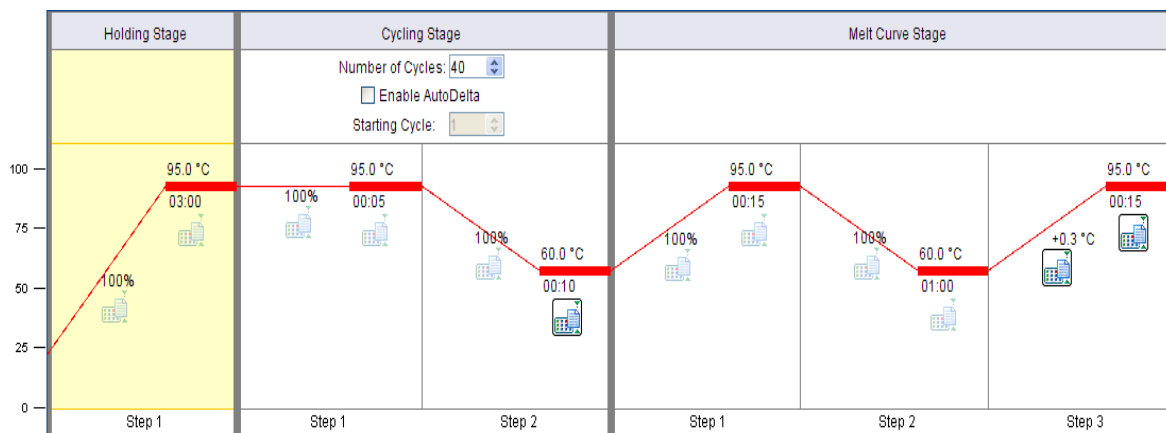 Holding Stage
Cycling Stage
Melt Curve Stage
Number of Cycles: 40
Enable AutoDelta
Starting Cycle: 1
100
75
50
25
0
95.0 °C
03:00
100%
95.0 °C
100%
00:05
100%
60.0 °C
00:10
95.0 °C
00:15
100%
100%
60.0 °C
01:00
95.0 °C
00:15
+0.3 °C
Step 1
Step 1
Step 2
Step 1
Step 2
Step 3